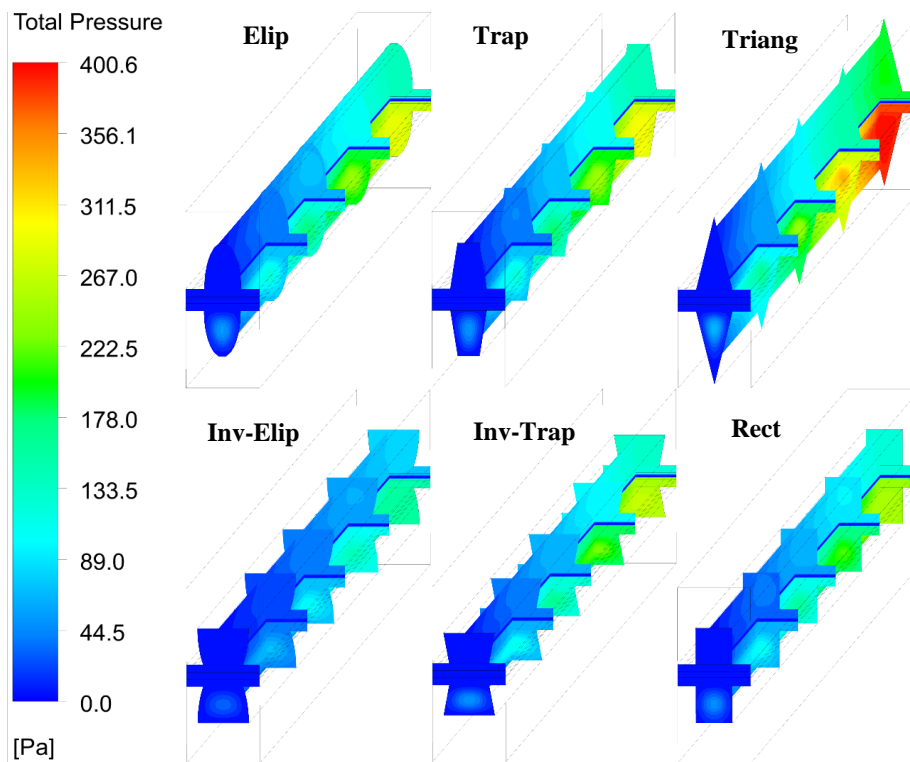 Total Pressure
400.6
356.1
311.5
267.0
222.5
178.0
133.5
89.0
44.5
0.0
[Pa]
Elip
Trap
Triang
Inv-Elip
Inv-Trap
Rect